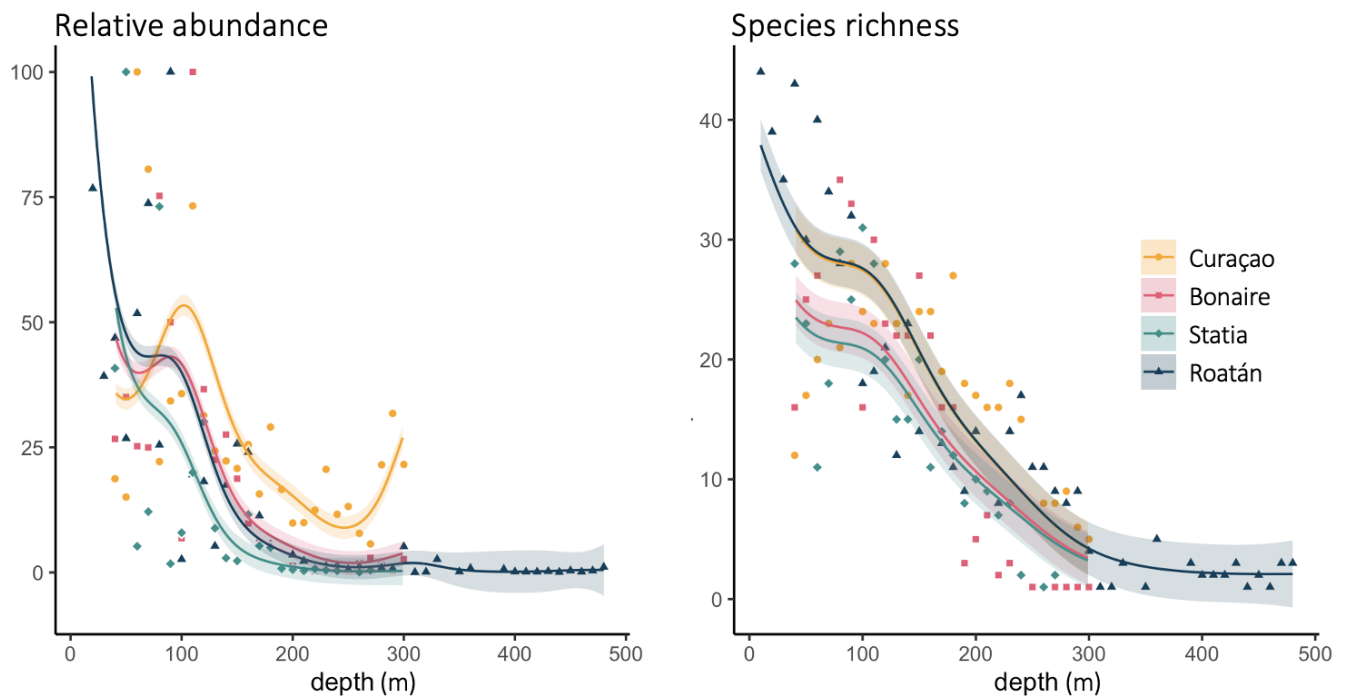 Relative abundance
100
75
50
25
0
0 100 200 300 400 500
depth (m)
Species richness
40
30
20
10
0
0 100 200 300 400 500
depth (m)
Curaçao
Bonaire
Statia
Roatán